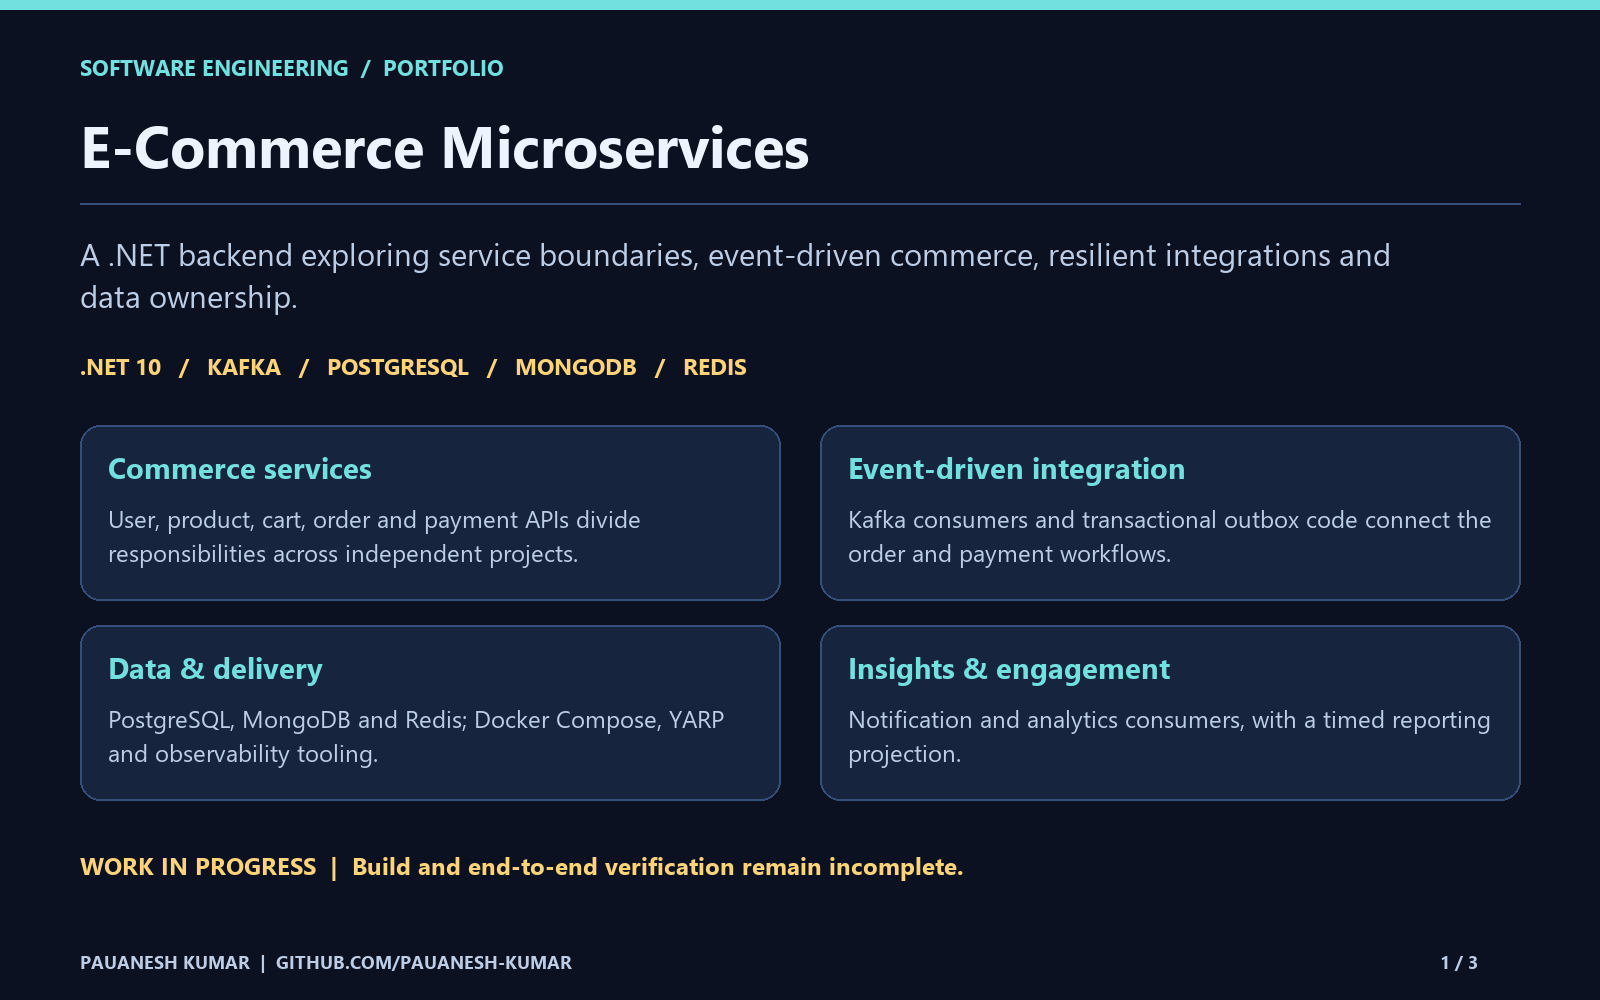 SOFTWARE ENGINEERING / PORTFOLIO
E-Commerce Microservices
A .NET backend exploring service boundaries, event-driven commerce, resilient integrations and
data ownership.
.NET 10 / KAFKA / POSTGRESQL / MONGODB / REDIS
Commerce services
User, product, cart, order and payment APIs divide
responsibilities across independent projects.
Event-driven integration
Kafka consumers and transactional outbox code connect the
order and payment workflows.
Data & delivery
PostgreSQL, MongoDB and Redis; Docker Compose, YARP
and observability tooling.
Insights & engagement
Notification and analytics consumers, with a timed reporting
projection.
WORK IN PROGRESS | Build and end-to-end verification remain incomplete.
PAUANESH KUMAR | GITHUB.COM/PAUANESH-KUMAR
1 / 3